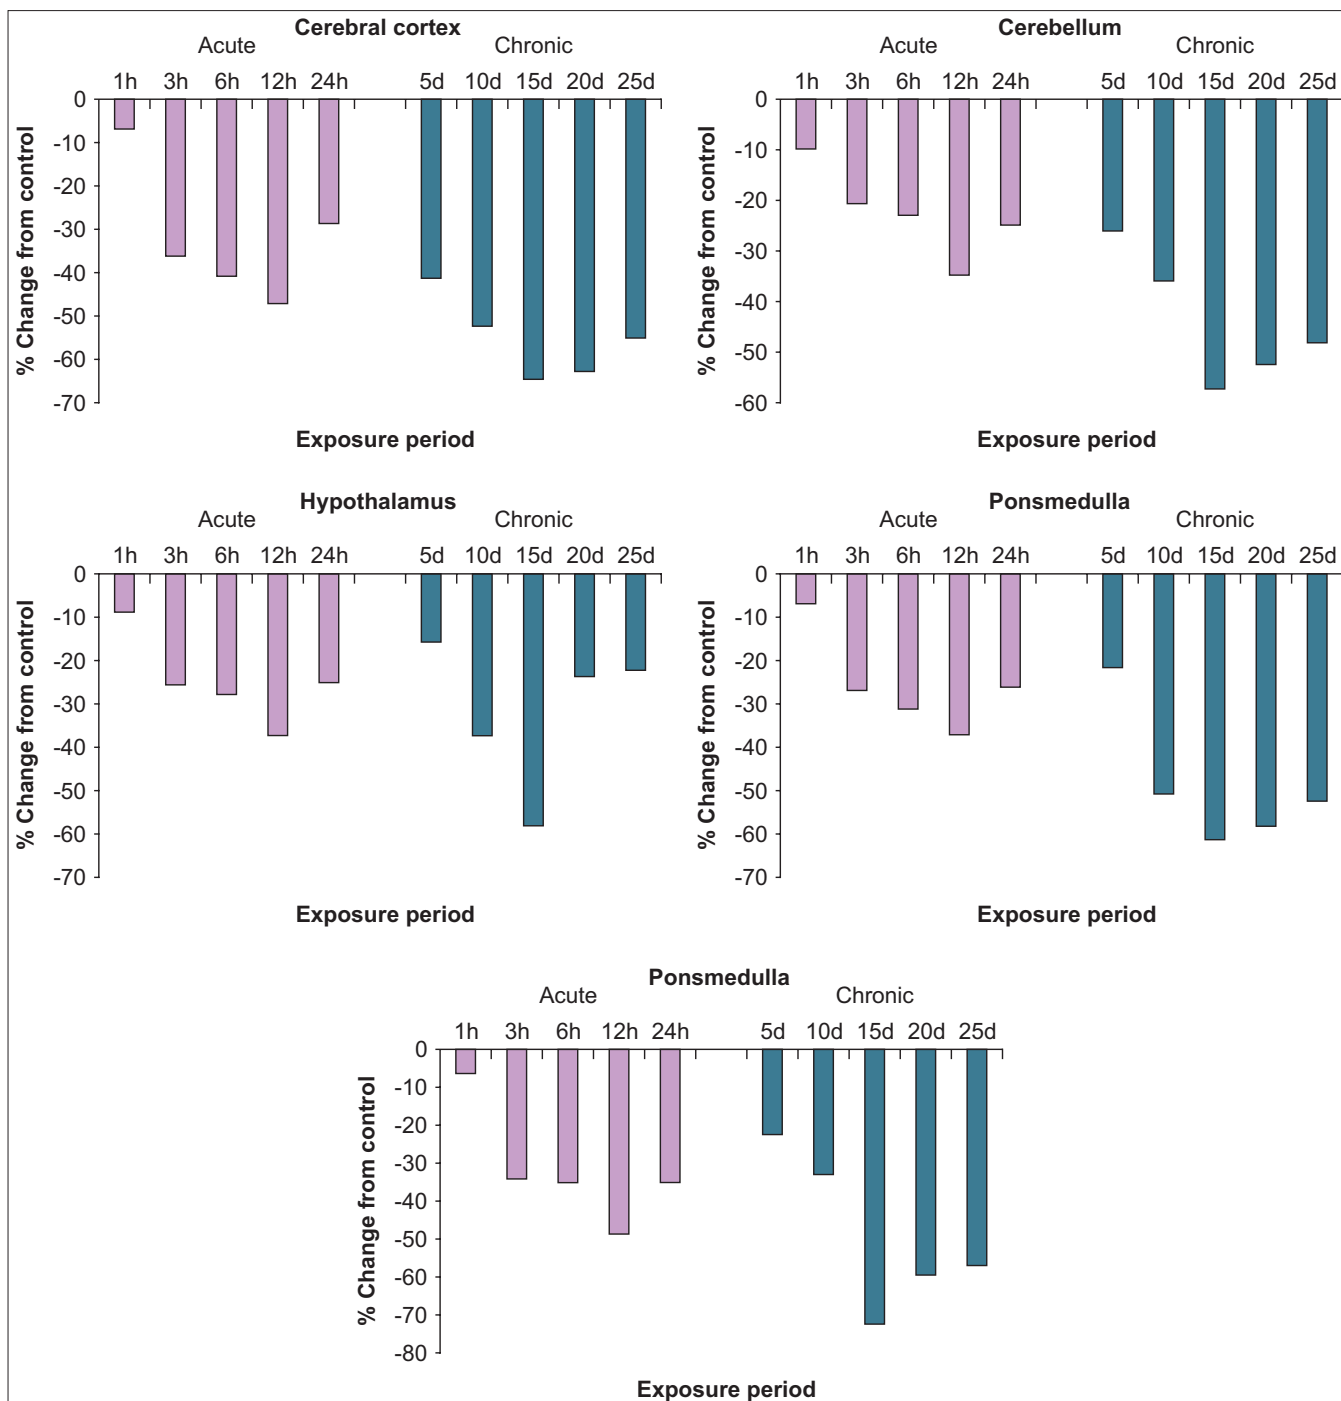 Cerebral cortex
Acute Chronic
1h 3h 6h 12h 24h 5d 10d 15d 20d 25d
0
-10
-20
-30
-40
-50
-60
-70
% Change from control
Exposure period
Cerebellum
Acute Chronic
1h 3h 6h 12h 24h 5d 10d 15d 20d 25d
0
-10
-20
-30
-40
-50
-60
% Change from control
Exposure period
Hypothalamus
Acute Chronic
1h 3h 6h 12h 24h 5d 10d 15d 20d 25d
0
-10
-20
-30
-40
-50
-60
-70
% Change from control
Exposure period
Ponsmedulla
Acute Chronic
1h 3h 6h 12h 24h 5d 10d 15d 20d 25d
0
-10
-20
-30
-40
-50
-60
-70
% Change from control
Exposure period
Ponsmedulla
Acute Chronic
1h 3h 6h 12h 24h 5d 10d 15d 20d 25d
0
-10
-20
-30
-40
-50
-60
-70
-80
% Change from control
Exposure period